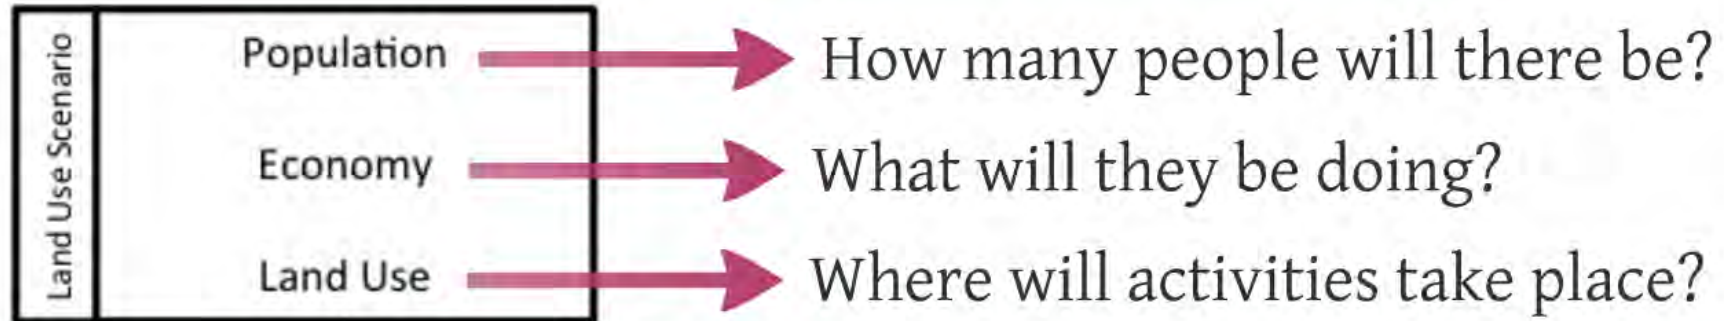 Land Use Scenario
Population
How many people will there be?
Economy
What will they be doing?
Land Use
Where will activities take place?